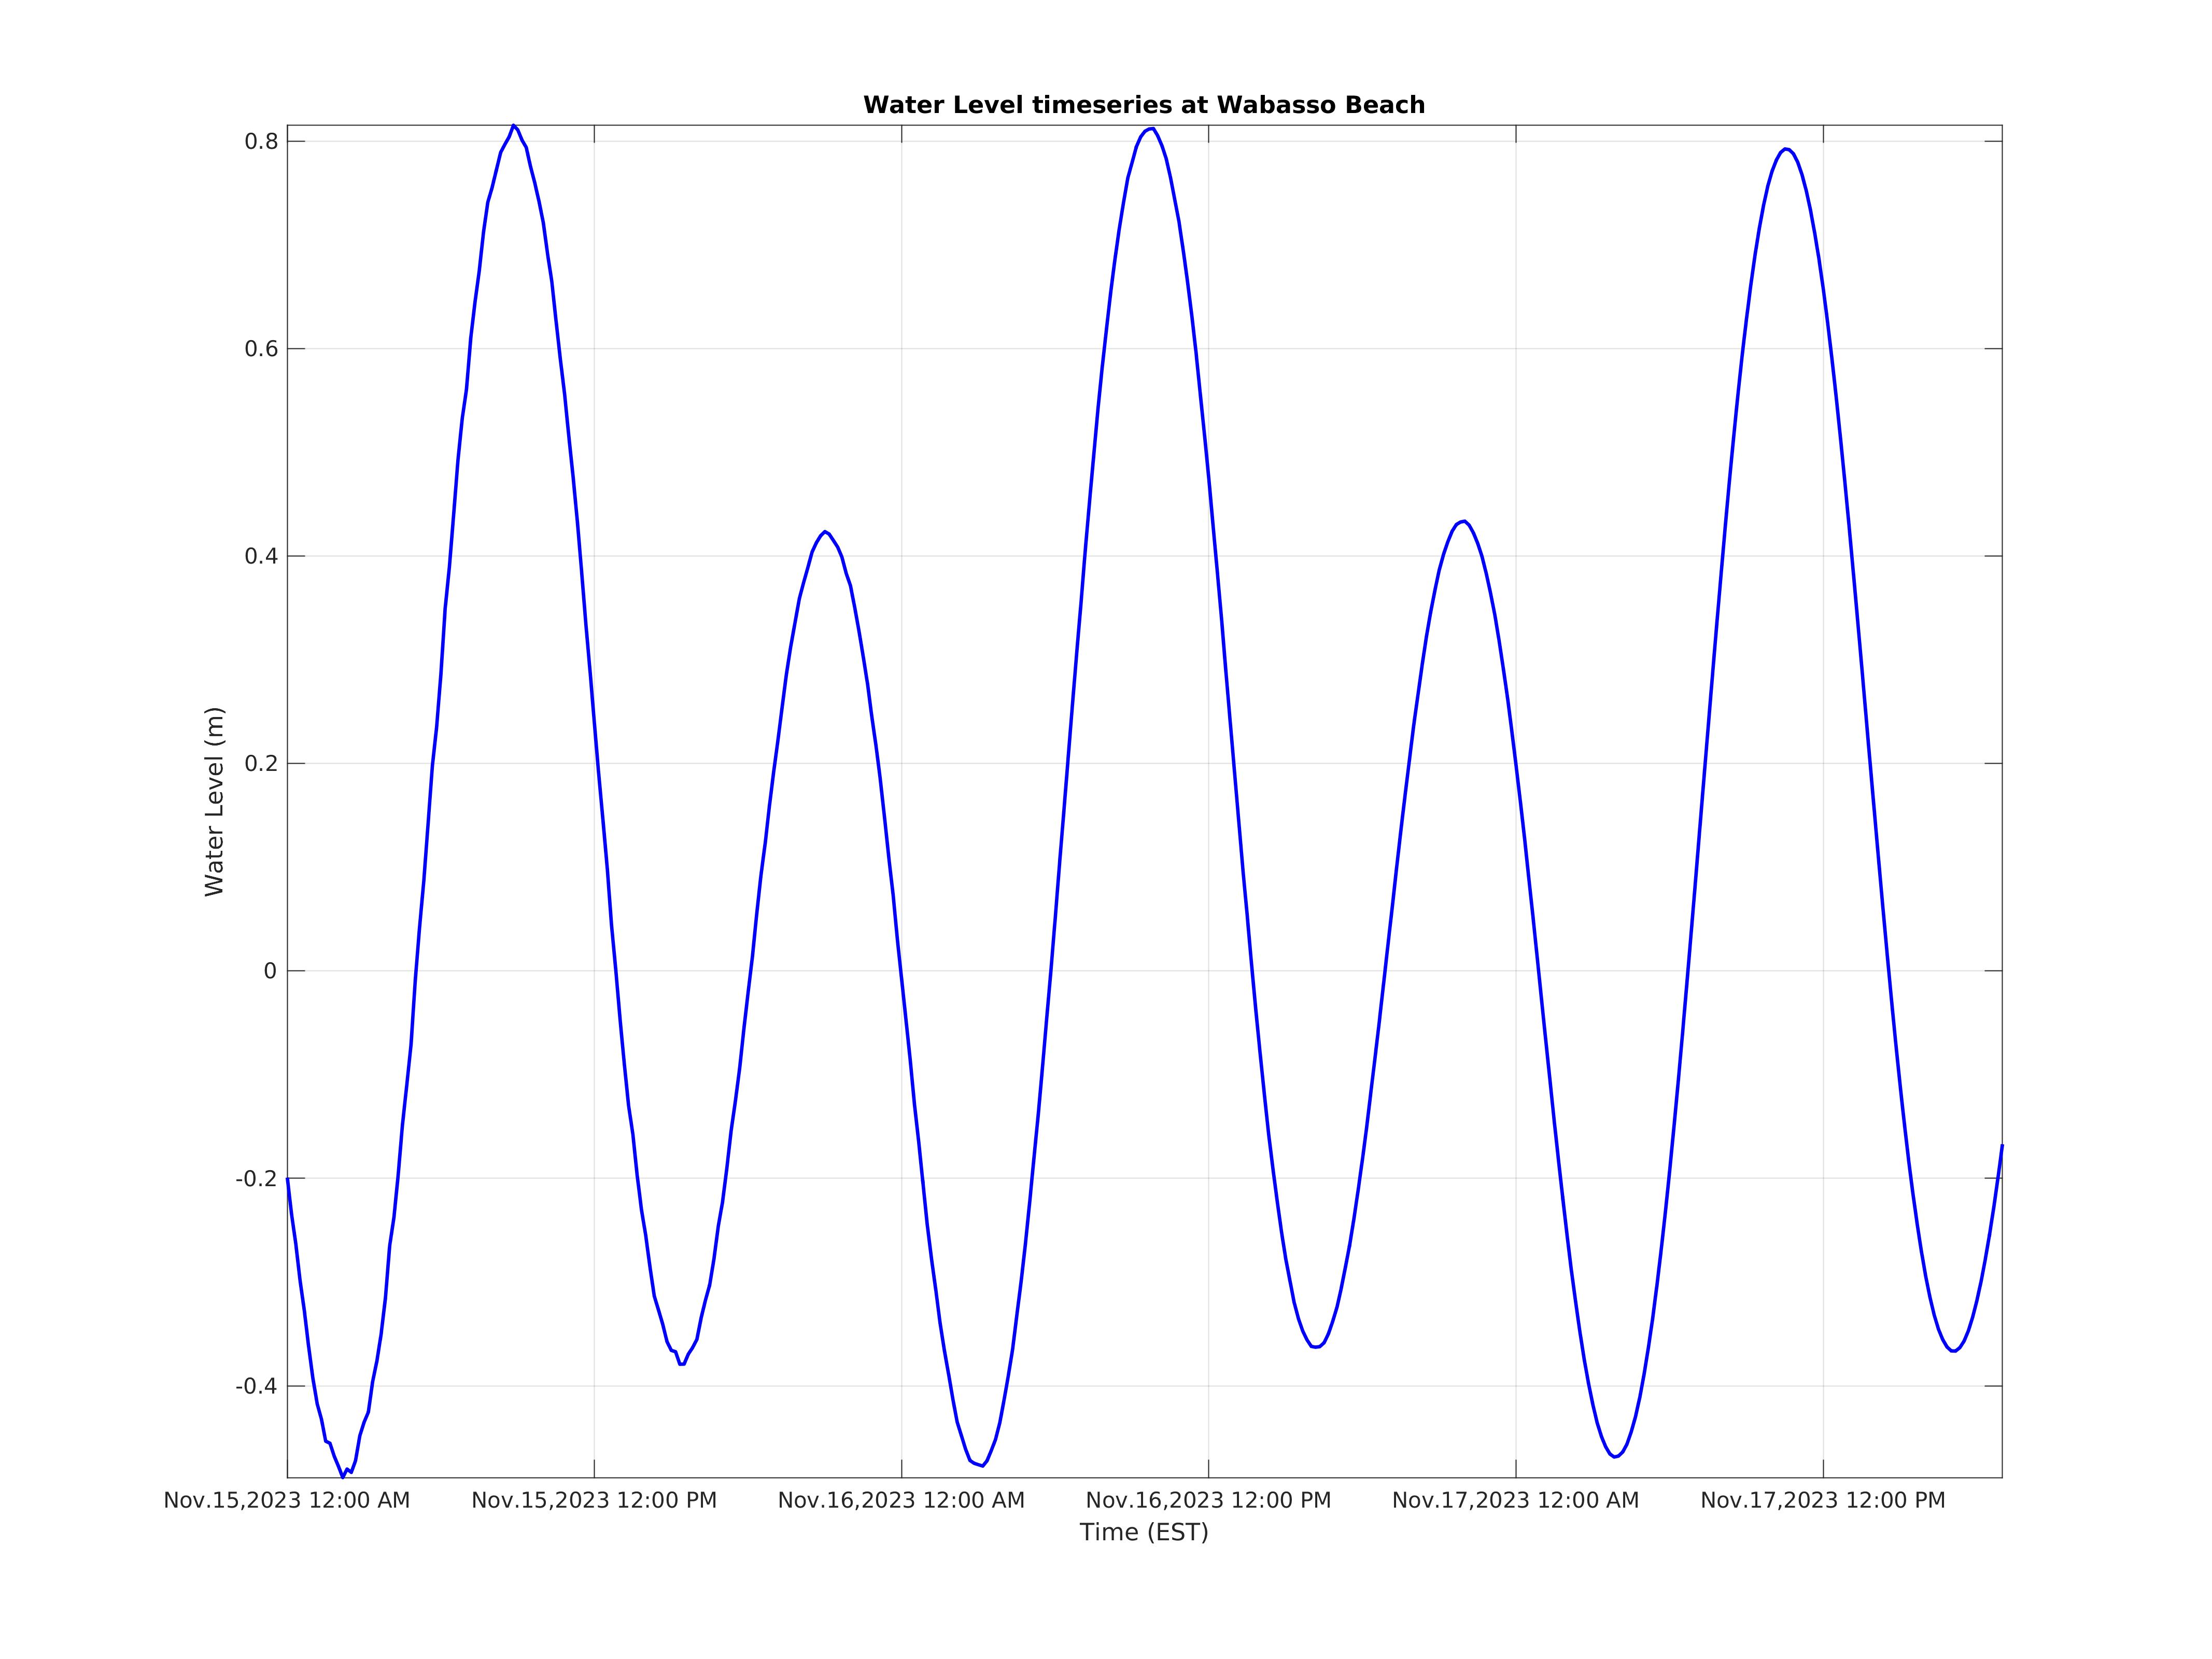 Water Level timeseries at Wabasso Beach
0.8
0.6
0.4
0.2
0
-0.2
-0.4
Water Level (m)
Nov.15,2023 12:00 AM
Nov.15,2023 12:00 PM
Nov.16,2023 12:00 AM
Nov.16,2023 12:00 PM
Nov.17,2023 12:00 AM
Nov.17,2023 12:00 PM
Time (EST)